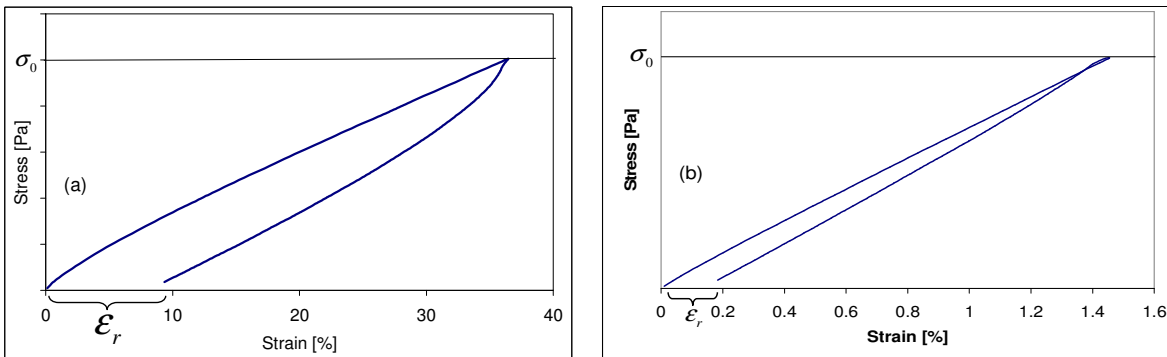 σ₀
Stress [Pa]
(a)
0 10 20 30 40
εᵣ
Strain [%]
σ₀
Stress [Pa]
(b)
0 0.2 0.4 0.6 0.8 1 1.2 1.4 1.6
εᵣ
Strain [%]